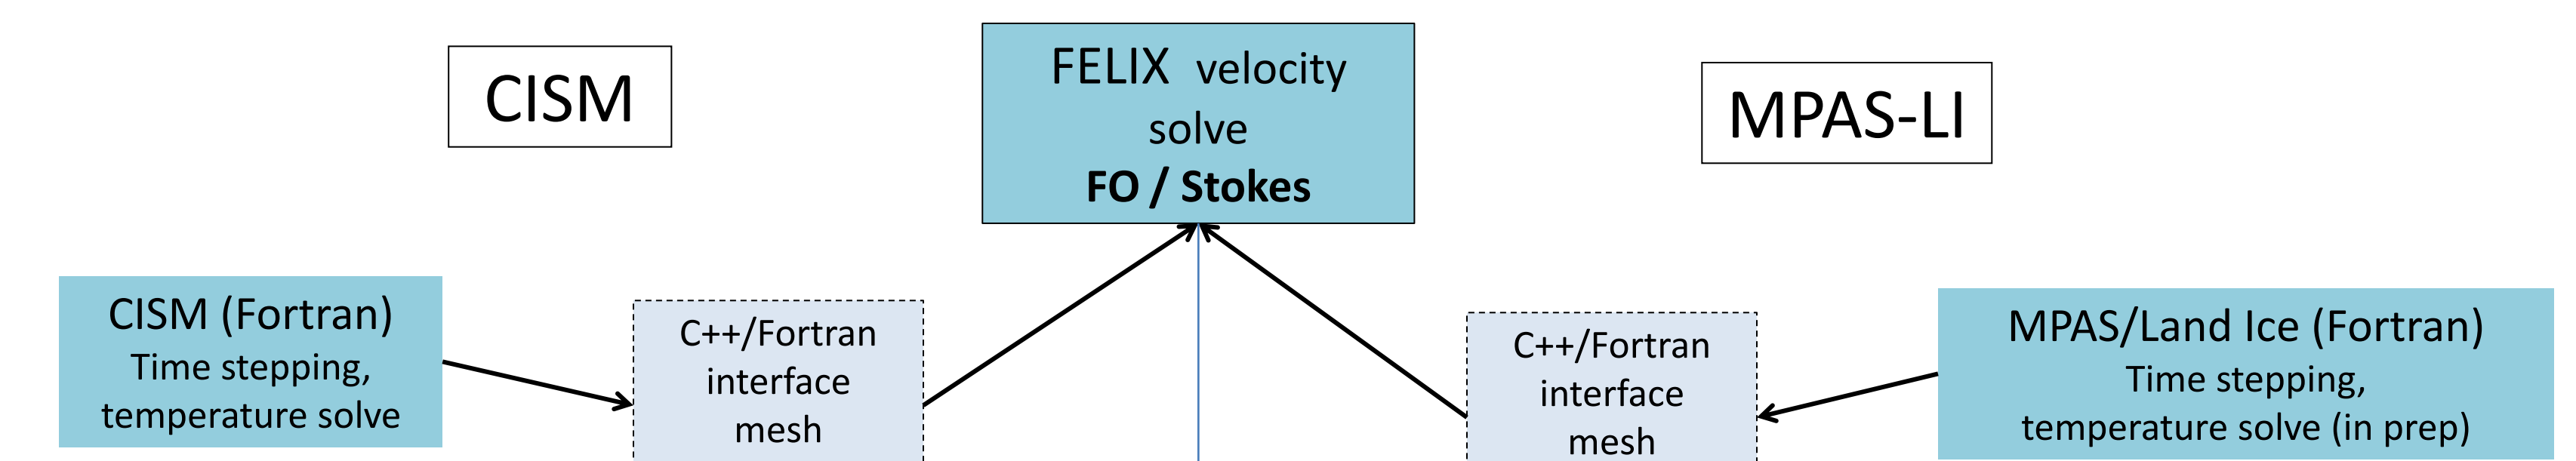 CISM
FELIX velocity
solve
FO / Stokes
MPAS-LI
CISM (Fortran)
Time stepping,
temperature solve
C++/Fortran
interface
mesh
C++/Fortran
interface
mesh
MPAS/Land Ice (Fortran)
Time stepping,
temperature solve (in prep)